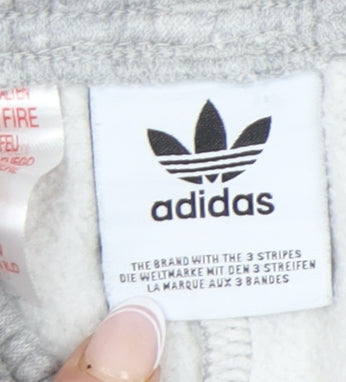 FIRE
FEU
FUEGO
adidas
THE BRAND WITH THE 3 STRIPES
DIE WELTMARKE MIT DEN 3 STREIFEN
LA MARQUE AUX 3 BANDES